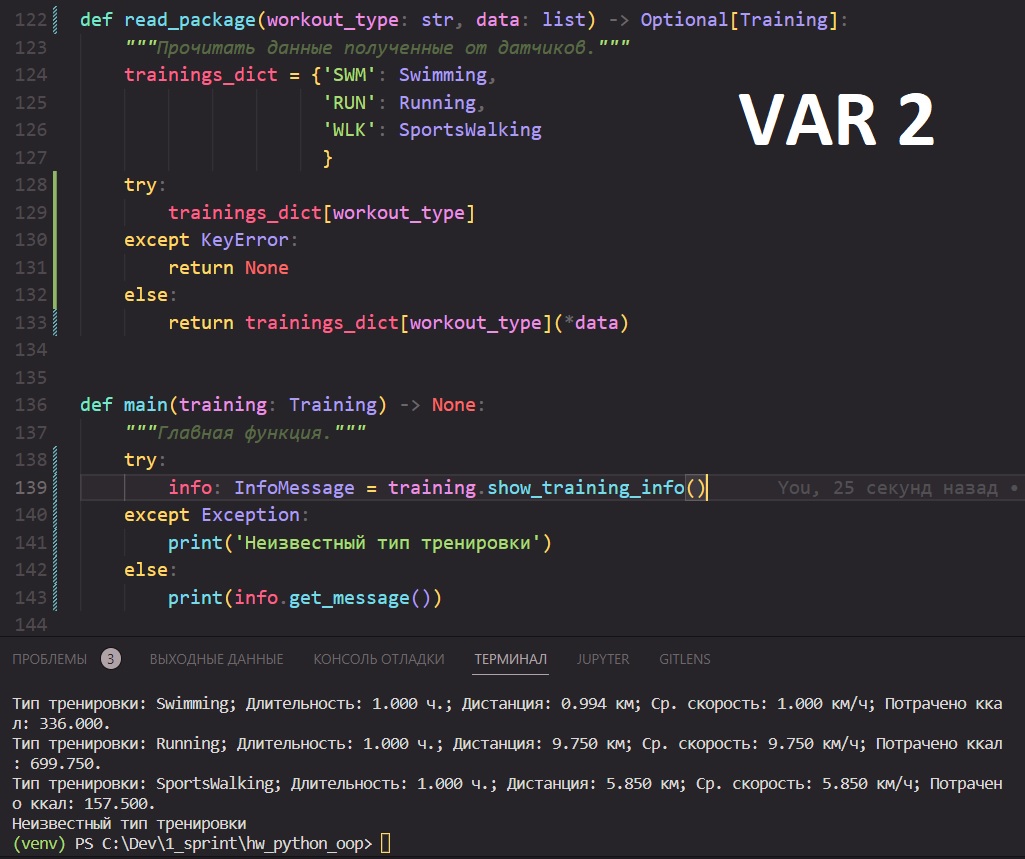 122 def read_package(workout_type: str, data: list) -> Optional[Training]:
123 """Прочитать данные полученные от датчиков."""
124 trainings_dict = {'SWM': Swimming,
125 'RUN': Running,
126 'WLK': SportsWalking
127 }
VAR 2
128 try:
129 trainings_dict[workout_type]
130 except KeyError:
131 return None
132 else:
133 return trainings_dict[workout_type](*data)
134
135
136 def main(training: Training) -> None:
137 """Главная функция."""
138 try:
139 info: InfoMessage = training.show_training_info() You, 25 секунд назад •
140 except Exception:
141 print('Неизвестный тип тренировки')
142 else:
143 print(info.get_message())
144
ПРОБЛЕМЫ 3 ВЫХОДНЫЕ ДАННЫЕ КОНСОЛЬ ОТЛАДКИ ТЕРМИНАЛ JUPYTER GITLENS
Тип тренировки: Swimming; Длительность: 1.000 ч.; Дистанция: 0.994 км; Ср. скорость: 1.000 км/ч; Потрачено кка
л: 336.000.
Тип тренировки: Running; Длительность: 1.000 ч.; Дистанция: 9.750 км; Ср. скорость: 9.750 км/ч; Потрачено ккал
: 699.750.
Тип тренировки: SportsWalking; Длительность: 1.000 ч.; Дистанция: 5.850 км; Ср. скорость: 5.850 км/ч; Потрачен
о ккал: 157.500.
Неизвестный тип тренировки
(venv) PS C:\Dev\1_sprint\hw_python_oop>